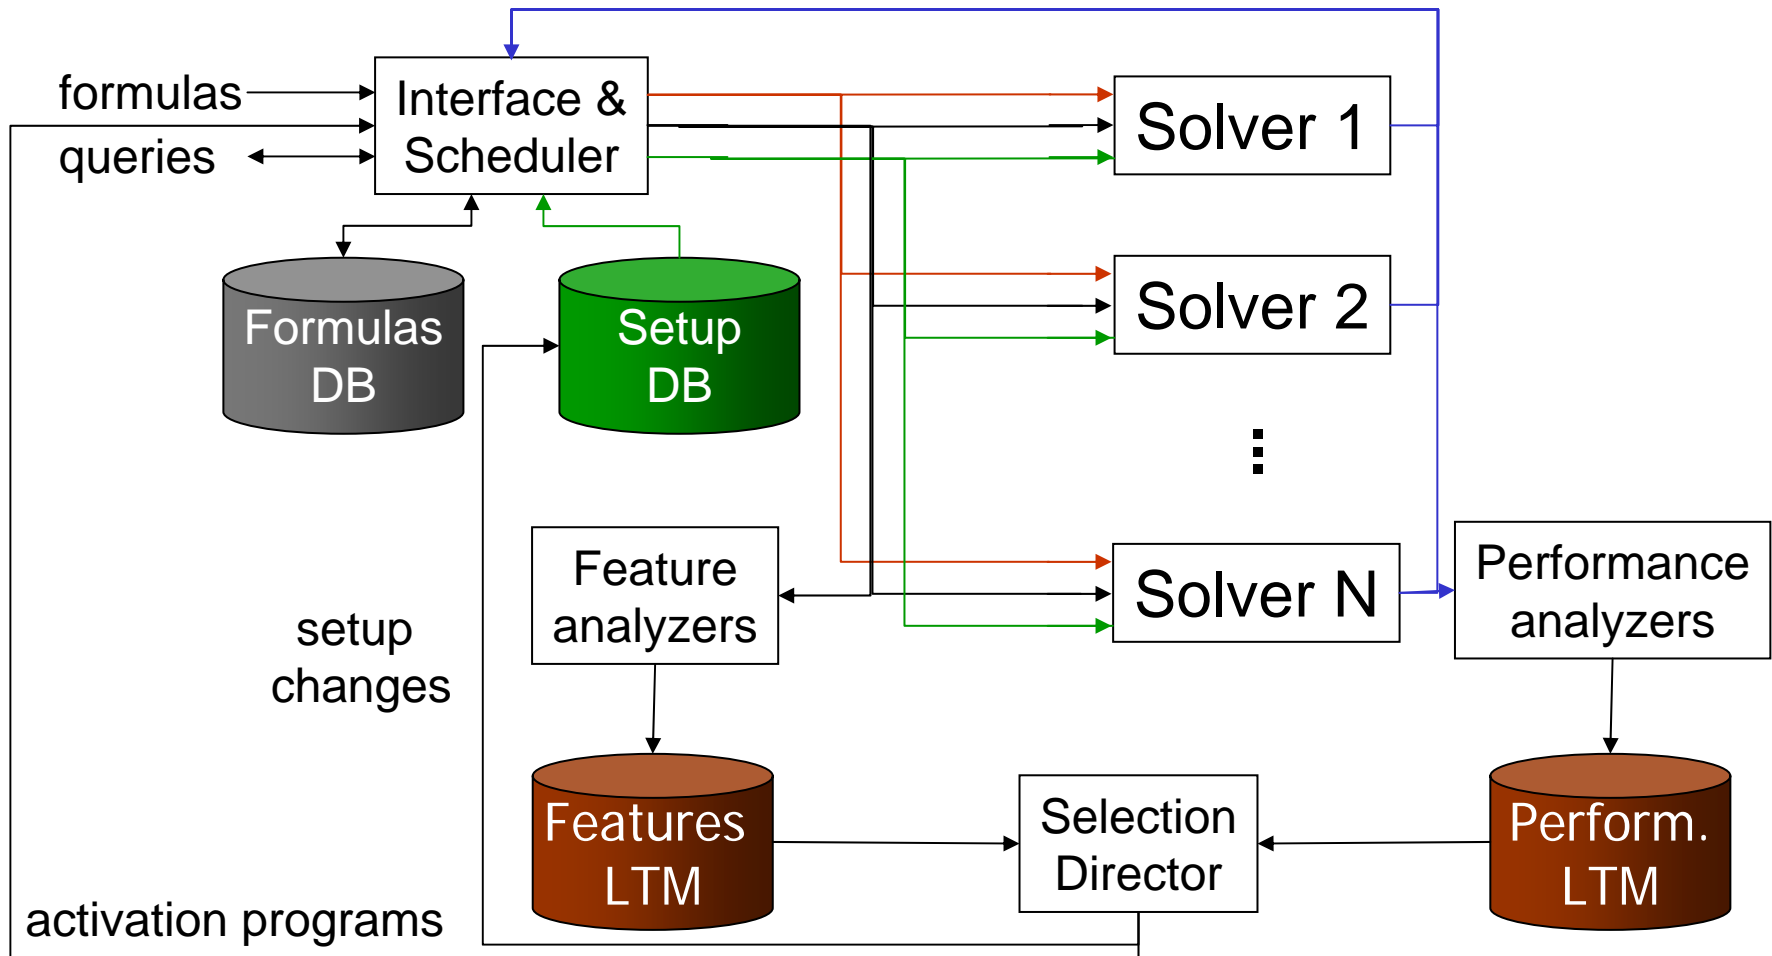 formulas
queries
Interface &
Scheduler
Solver 1
Formulas
DB
Setup
DB
Solver 2
Feature
analyzers
Solver N
Performance
analyzers
setup
changes
Features
LTM
Selection
Director
Perform.
LTM
activation programs